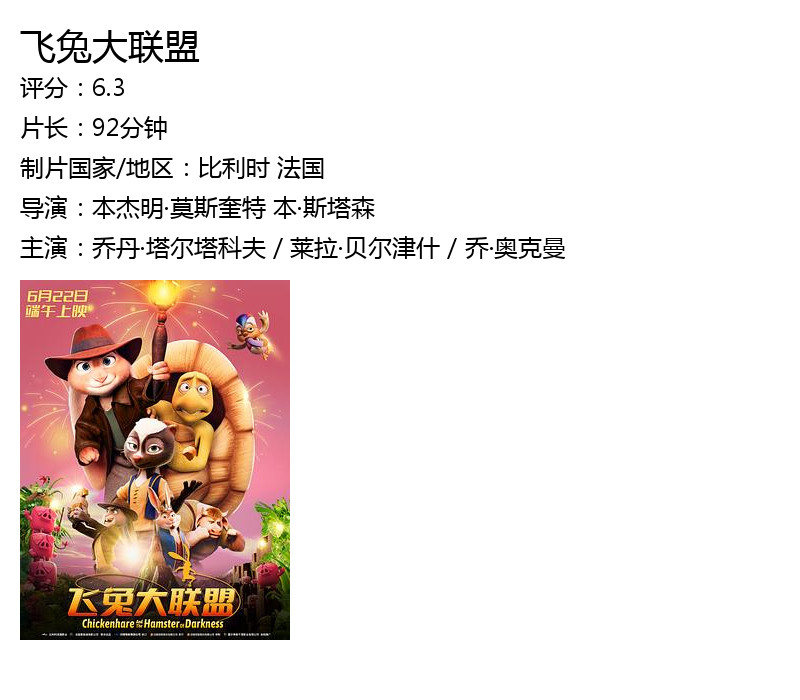 飞兔大联盟
评分：6.3
片长：92分钟
制片国家/地区：比利时 法国
导演：本杰明·莫斯奎特 本·斯塔森
主演：乔丹·塔尔塔科夫 / 莱拉·贝尔津什 / 乔·奥克曼
6月22日
端午上映
飞兔大联盟
Chickenhare and the Hamster of Darkness